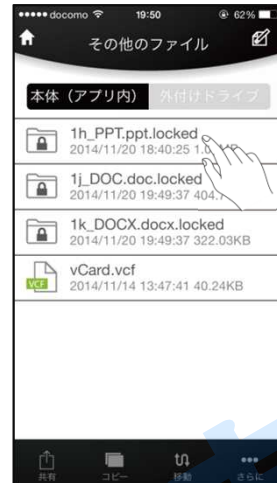 docomo 19:50 62%
その他のファイル
本体（アプリ内） 外付けドライブ
1h_PPT.ppt.locked
2014/11/20 18:40:25
1j_DOC.doc.locked
2014/11/20 19:49:37 404.
1k_DOCX.docx.locked
2014/11/20 19:49:37 322.03KB
VCF
vCard.vcf
2014/11/14 13:47:41 40.24KB
共有 コピー 移動 さらに